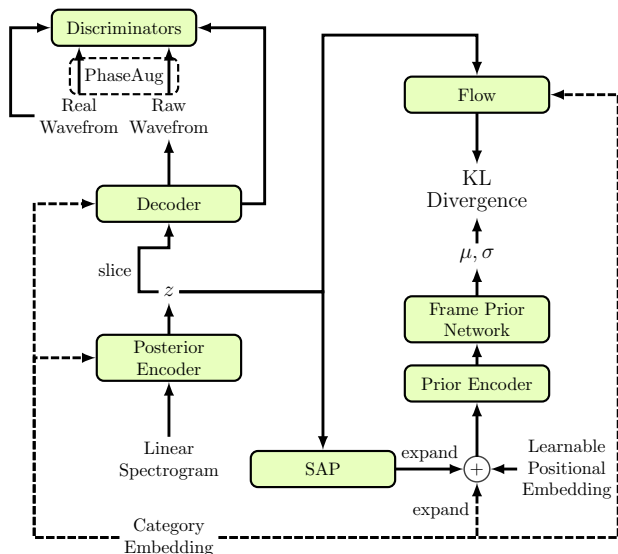 Discriminators
PhaseAug
Real
Wavefrom
Raw
Wavefrom
Decoder
slice
z
Posterior
Encoder
Linear
Spectrogram
Category
Embedding
Flow
KL
Divergence
μ, σ
Frame Prior
Network
Prior Encoder
SAP
expand
+
expand
Learnable
Positional
Embedding